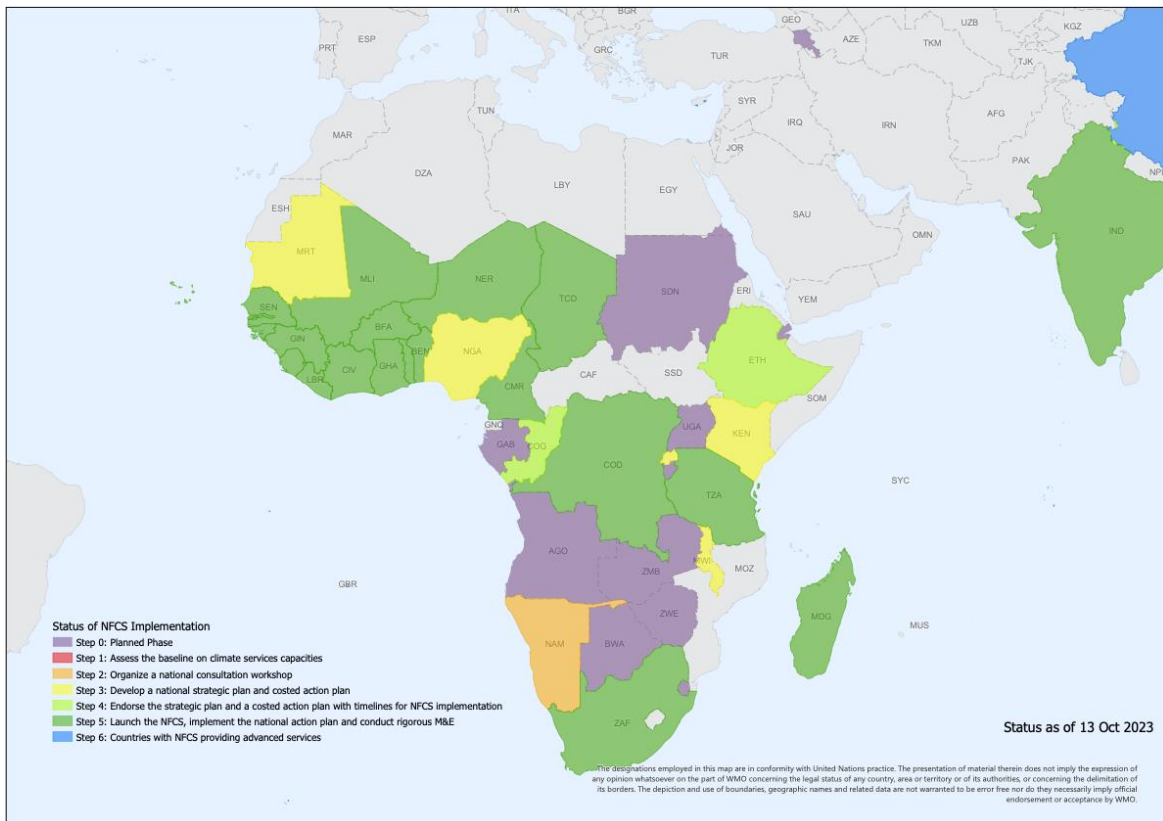 ITA
BGR
GEO
UZB
KGZ
PRT
ESP
GRC
TUR
AZE
TKM
TJK
TUN
SYR
AFG
MAR
IRQ
IRN
JOR
PAK
DZA
LBY
EGY
NPL
ESH
SAU
OMN
IND
MRT
MLI
NER
TCD
SDN
ERI
YEM
SEN
BFA
GIN
BEN
NGA
ETH
LBR
CIV
GHA
CMR
CAF
SSD
SOM
GNQ
GAB
COG
UGA
KEN
COD
TZA
SYC
AGO
MWI
ZMB
MOZ
GBR
ZWE
MDG
MUS
NAM
BWA
ZAF
Status of NFCS Implementation
Step 0: Planned Phase
Step 1: Assess the baseline on climate services capacities
Step 2: Organize a national consultation workshop
Step 3: Develop a national strategic plan and costed action plan
Step 4: Endorse the strategic plan and a costed action plan with timelines for NFCS implementation
Step 5: Launch the NFCS, implement the national action plan and conduct rigorous M&E
Step 6: Countries with NFCS providing advanced services
Status as of 13 Oct 2023
The designations employed in this map are in conformity with United Nations practice. The presentation of material therein does not imply the expression of
any opinion whatsoever on the part of WMO concerning the legal status of any country, area or territory or of its authorities, or concerning the delimitation of
its borders. The depiction and use of boundaries, geographic names and related data are not warranted to be error free nor do they necessarily imply official
endorsement or acceptance by WMO.